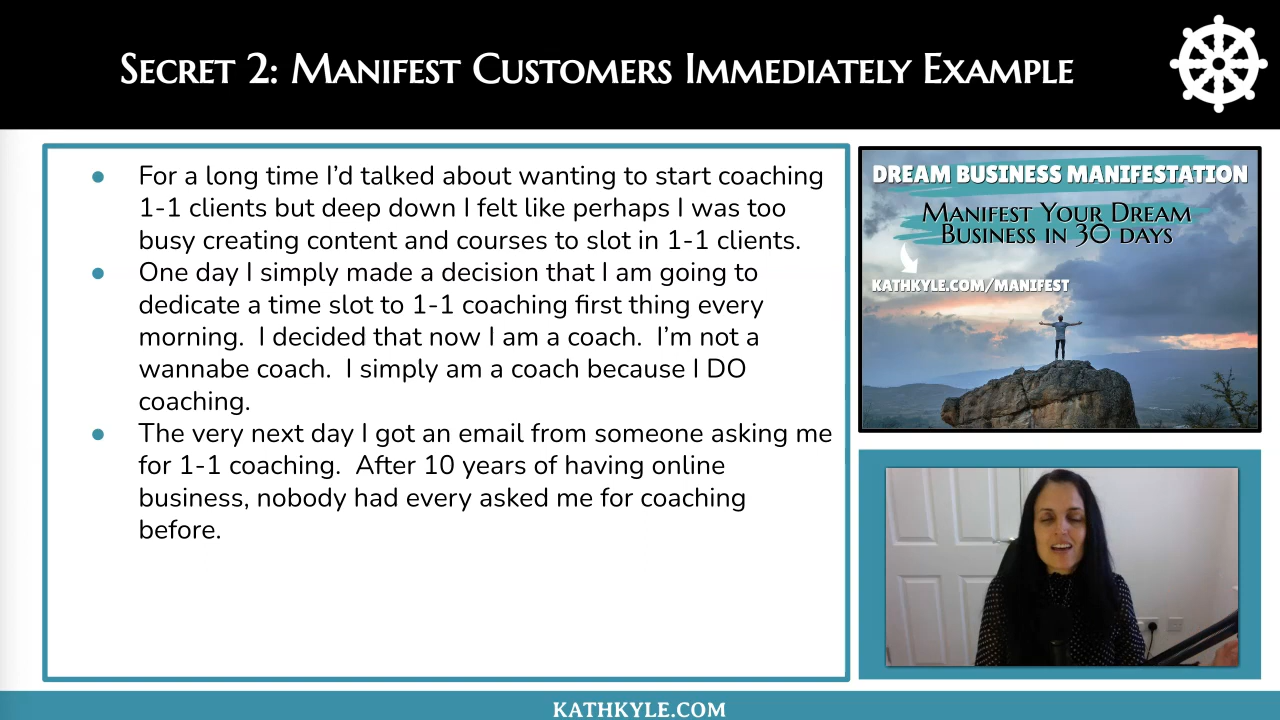 Secret 2: Manifest Customers Immediately Example
For a long time I’d talked about wanting to start coaching
1-1 clients but deep down I felt like perhaps I was too
busy creating content and courses to slot in 1-1 clients.
One day I simply made a decision that I am going to
dedicate a time slot to 1-1 coaching first thing every
morning.  I decided that now I am a coach.  I’m not a
wannabe coach.  I simply am a coach because I DO
coaching.
The very next day I got an email from someone asking me
for 1-1 coaching.  After 10 years of having online
business, nobody had every asked me for coaching
before.
DREAM BUSINESS MANIFESTATION
Manifest Your Dream
Business in 30 days
KATHKYLE.COM/MANIFEST
KATHKYLE.COM